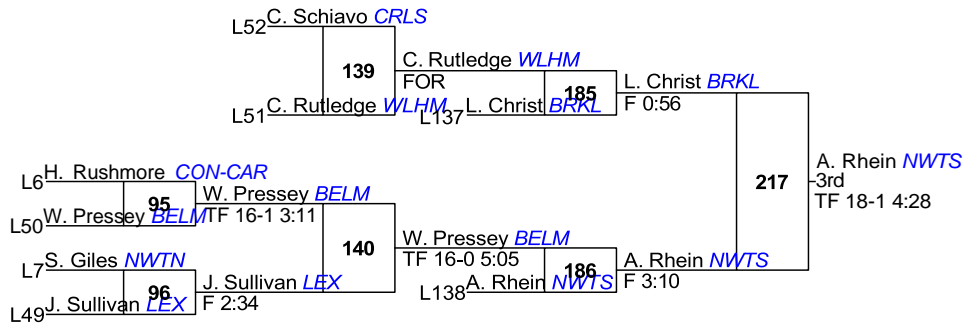 L52 C. Schiavo CRLS
139
C. Rutledge WLHM
FOR
L51 C. Rutledge WLHM
L137 L. Christ BRKL
185
L. Christ BRKL
F 0:56
L6 H. Rushmore CON-CAR
95
W. Pressey BELM
TF 16-1 3:11
L50 W. Pressey BELM
140
W. Pressey BELM
TF 16-0 5:05
L7 S. Giles NWTN
96
J. Sullivan LEX
F 2:34
L49 J. Sullivan LEX
L138 A. Rhein NWTS
186
A. Rhein NWTS
F 3:10
217
A. Rhein NWTS
3rd
TF 18-1 4:28